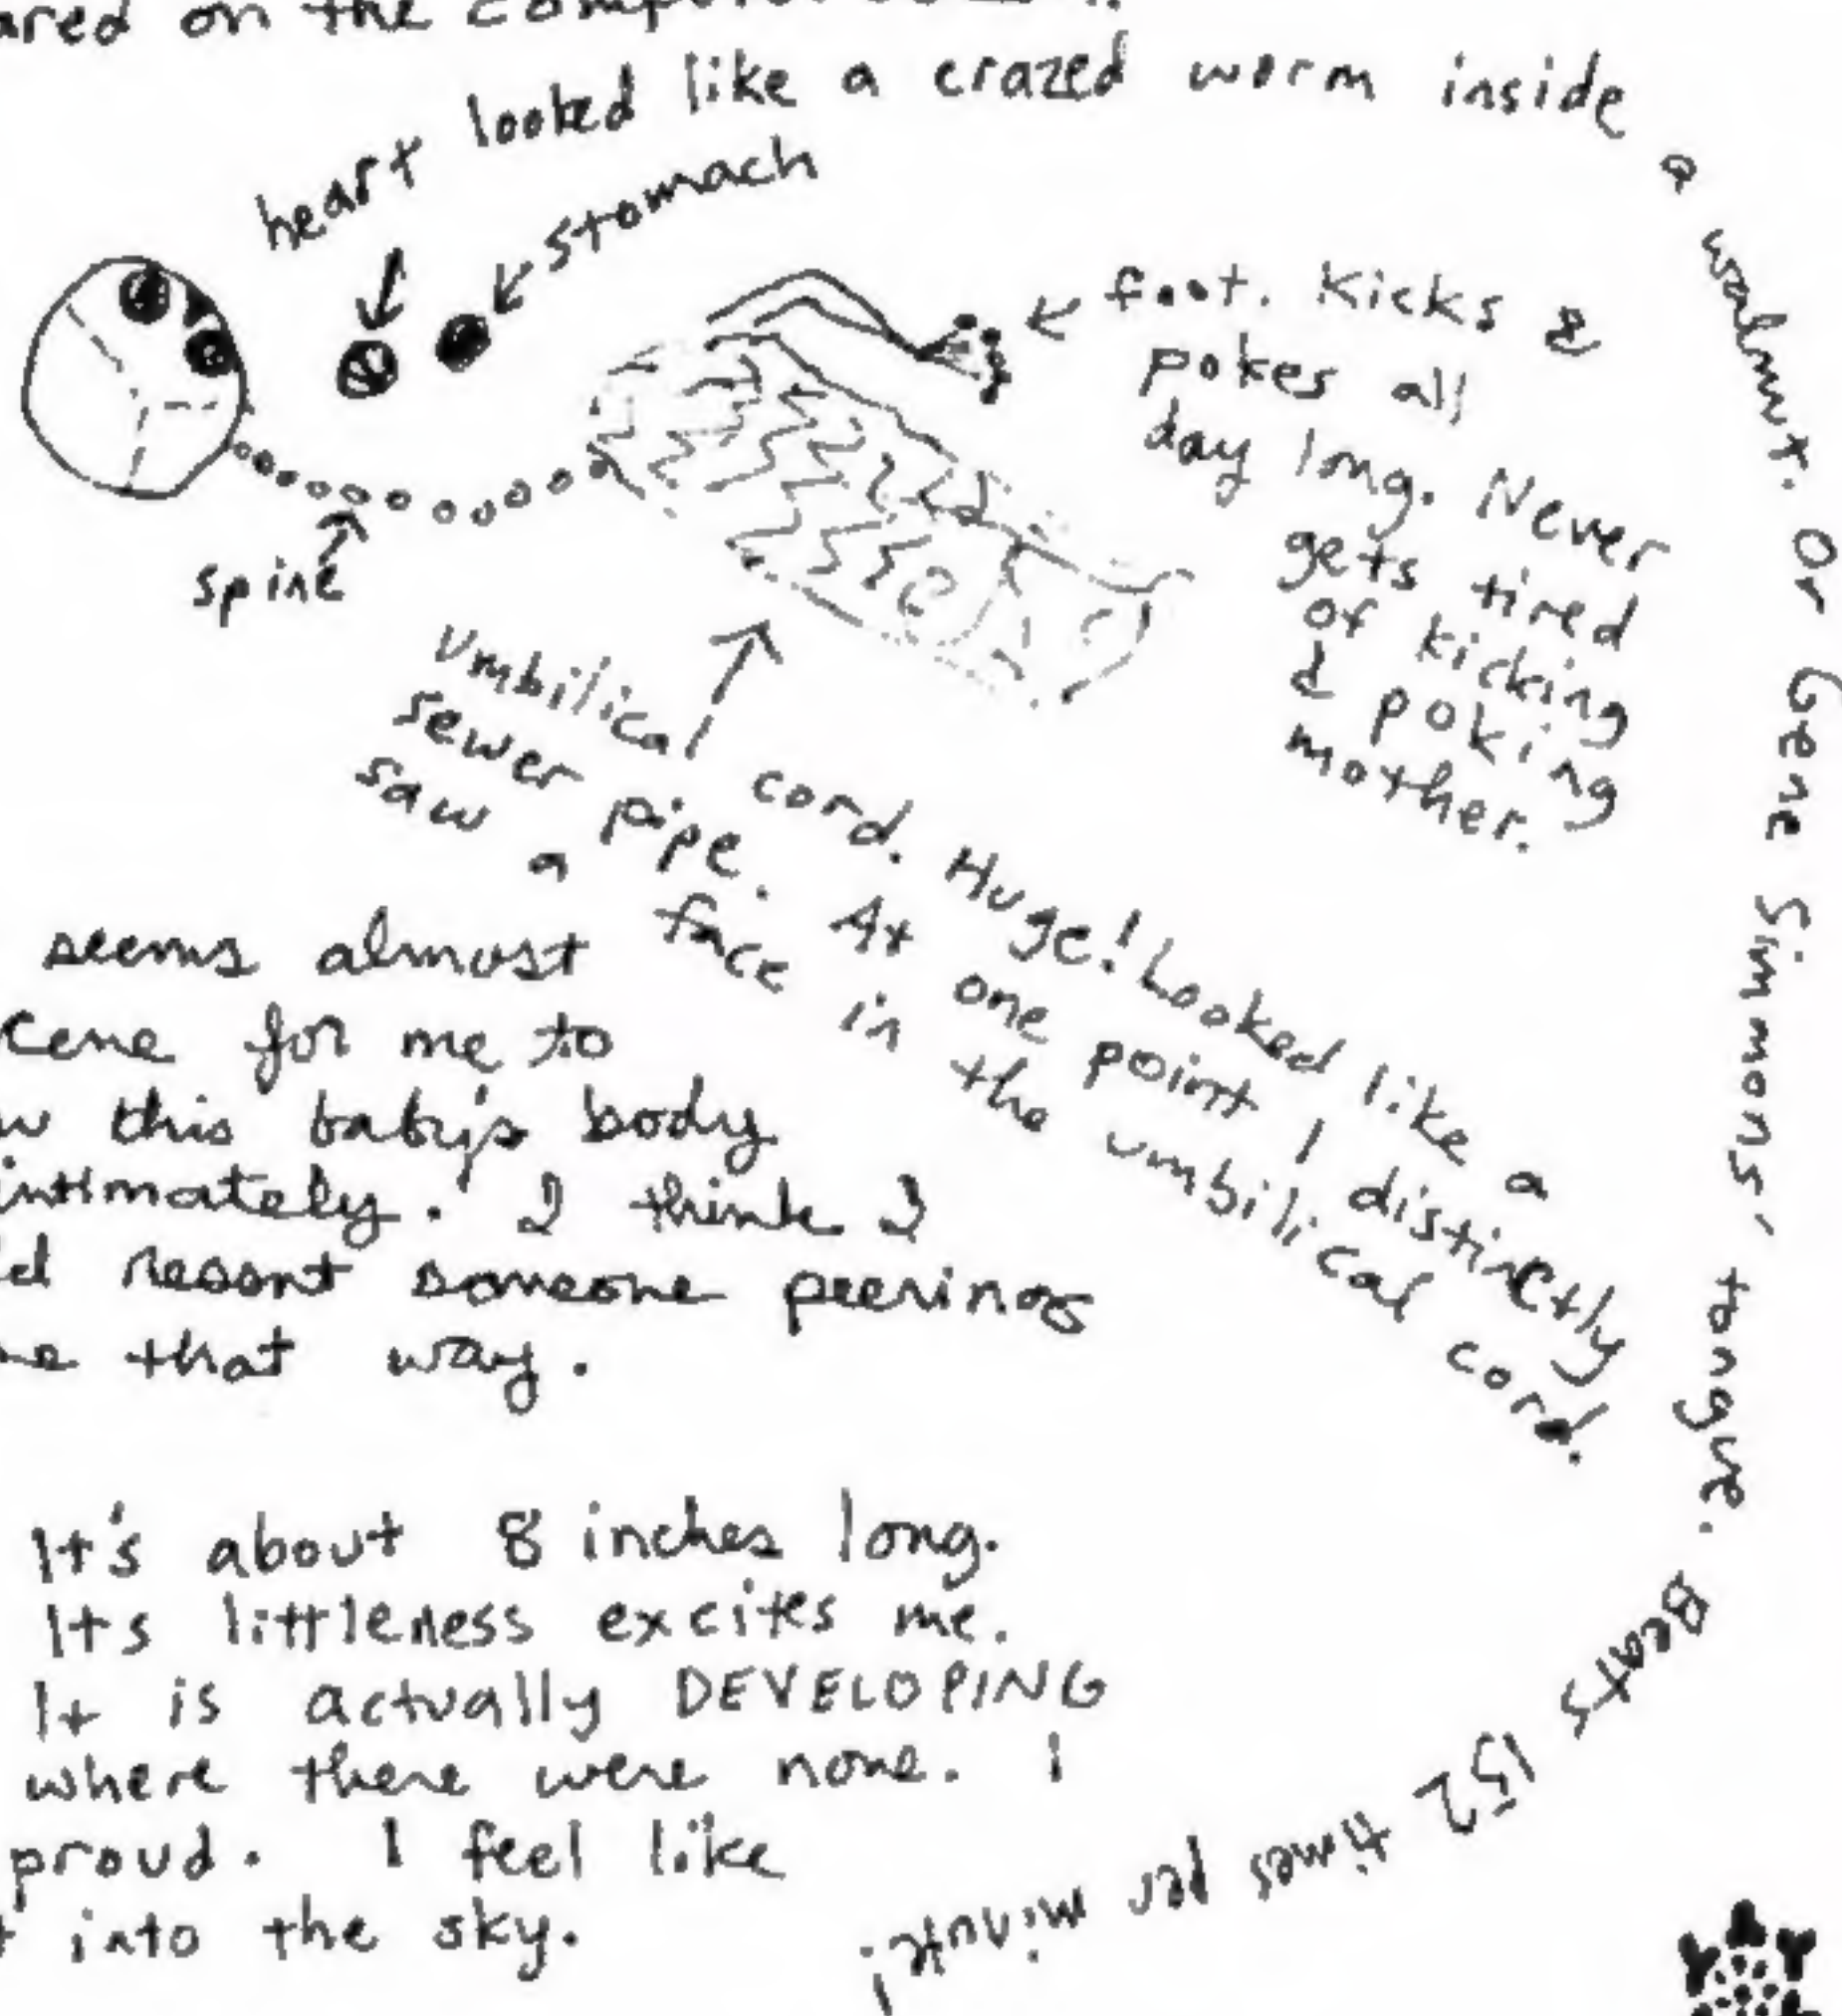 on the
heart looked like a crazed worm inside a walnut. Or Gene Simmons' tongue. Beats 152 times per minute!
stomach
foot. Kicks &
pokes all
day long. Never
gets tired
of kicking
& poking
mother.
spine
Umbilical cord. Huge! Looked like a
sewer pipe. At one point I distinctly
saw a face in the umbilical cord.
seems almost
for me to
this baby's body
intimately. I think I
resent someone peering
that way.
It's about 8 inches long.
Its littleness excites me.
It is actually DEVELOPING
where there were none. I
proud. I feel like
into the sky.